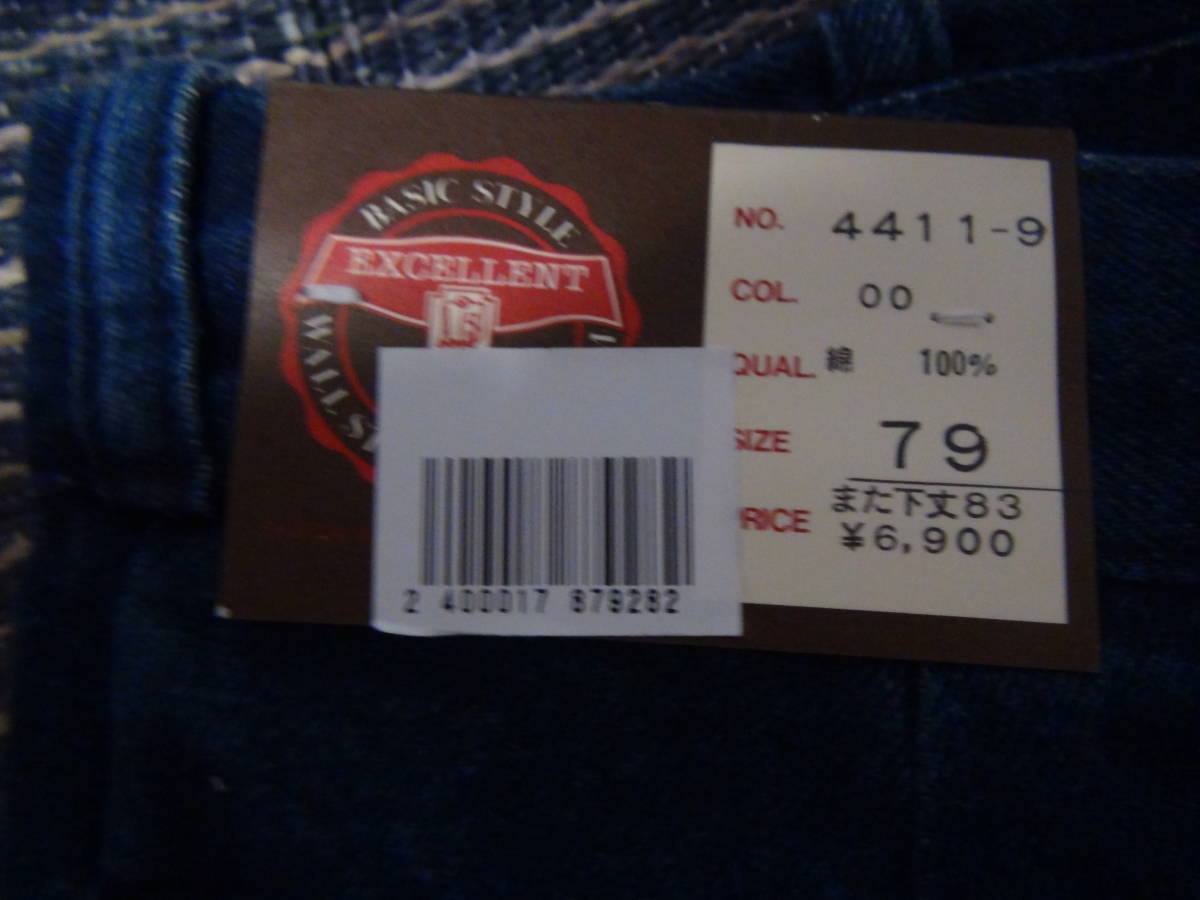 BASIC STYLE
EXCELLENT
NO. 4411-9
COL. 00
QUAL. 綿 100%
SIZE 79
また下丈83
PRICE ¥6,900
2 400017 879282